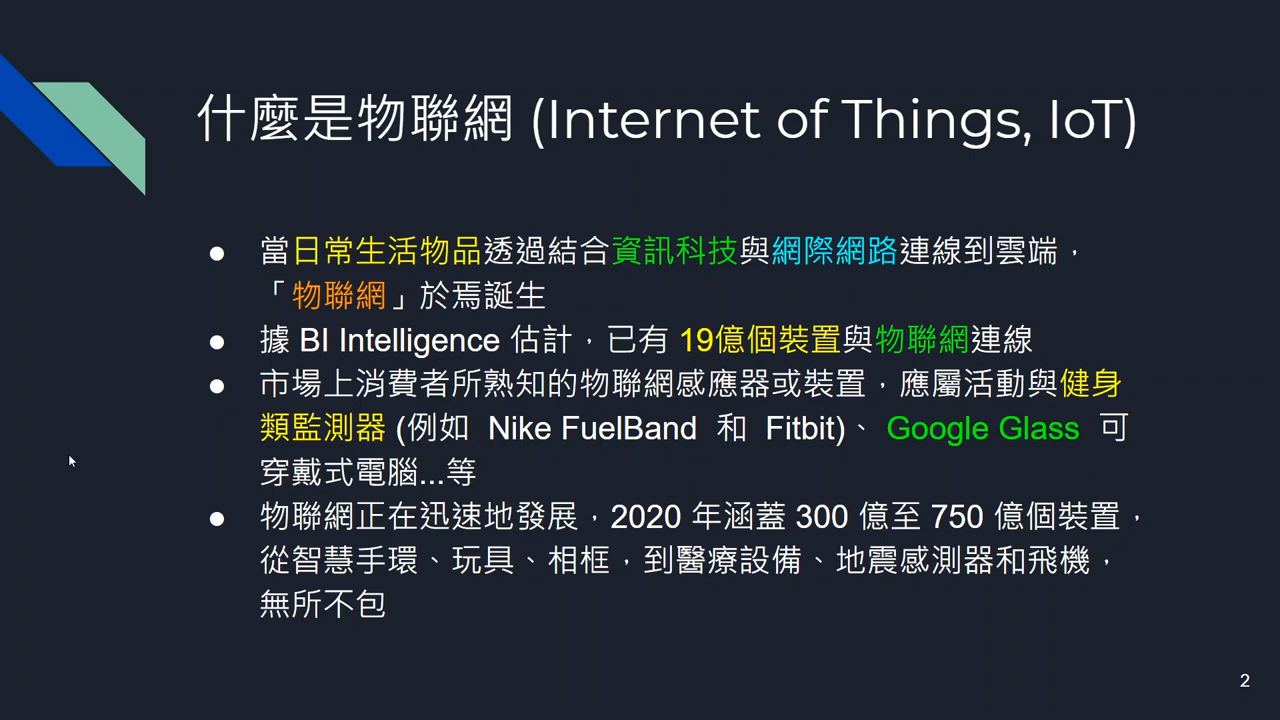 什麼是物聯網 (Internet of Things, IoT)
● 當日常生活物品透過結合資訊科技與網際網路連線到雲端，
「物聯網」於焉誕生
● 據 BI Intelligence 估計，已有 19億個裝置與物聯網連線
● 市場上消費者所熟知的物聯網感應器或裝置，應屬活動與健身
類監測器 (例如 Nike FuelBand 和 Fitbit)、 Google Glass 可
穿戴式電腦...等
● 物聯網正在迅速地發展，2020 年涵蓋 300 億至 750 億個裝置，
從智慧手環、玩具、相框，到醫療設備、地震感測器和飛機，
無所不包
2